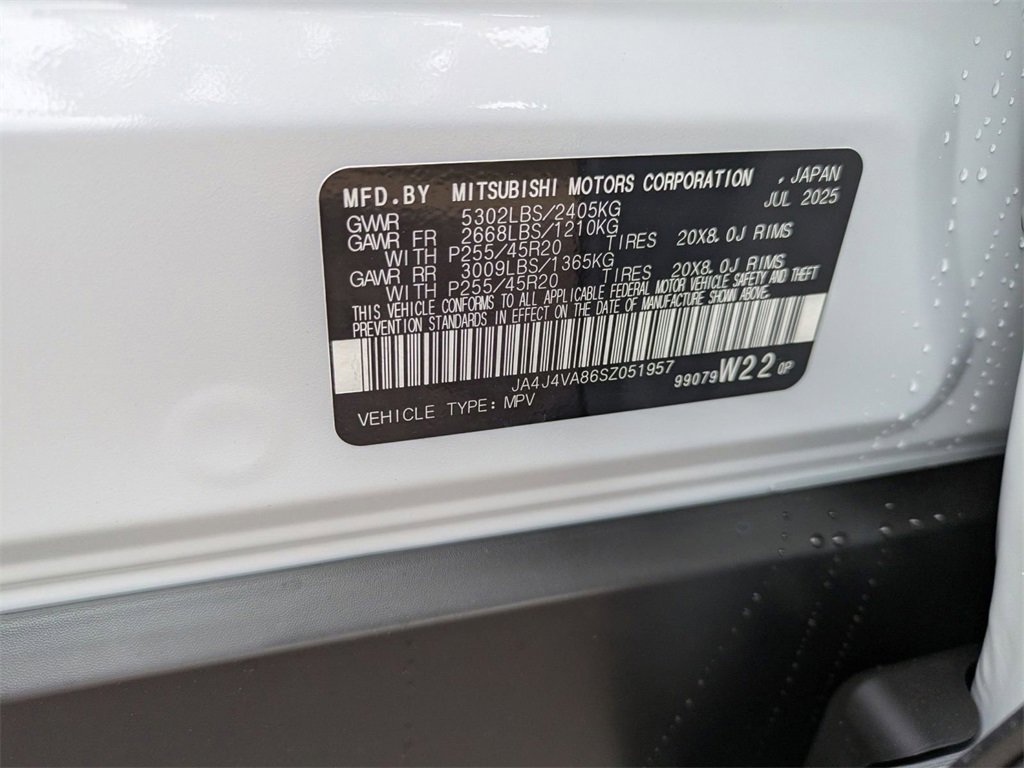 MFD.BY MITSUBISHI MOTORS CORPORATION , JAPAN
JUL 2025
GVWR 5302LBS/2405KG
GAWR FR 2668LBS/1210KG
WITH P255/45R20 TIRES 20X8.0J RIMS
GAWR RR 3009LBS/1365KG
WITH P255/45R20 TIRES 20X8.0J RIMS
THIS VEHICLE CONFORMS TO ALL APPLICABLE FEDERAL MOTOR VEHICLE SAFETY AND THEFT
PREVENTION STANDARDS IN EFFECT ON THE DATE OF MANUFACTURE SHOWN ABOVE.
JA4J4VA86SZ051957
99079W220P
VEHICLE TYPE: MPV